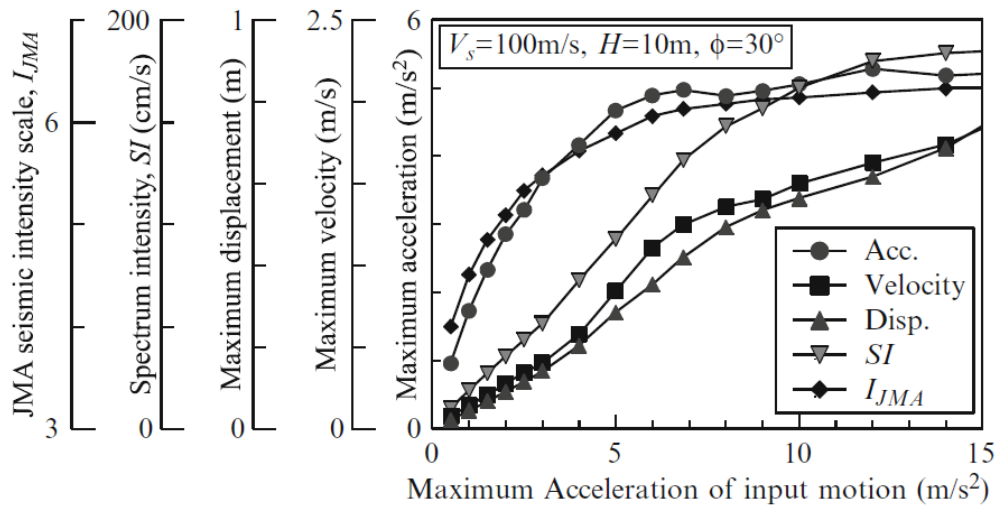 JMA seismic intensity scale, I_JMA
3
6
Spectrum intensity, SI (cm/s)
0
200
Maximum displacement (m)
0
1
Maximum velocity (m/s)
0
2.5
Maximum acceleration (m/s²)
0
6
V_s=100m/s, H=10m, ϕ=30°
Acc.
Velocity
Disp.
SI
I_JMA
0 5 10 15
Maximum Acceleration of input motion (m/s²)